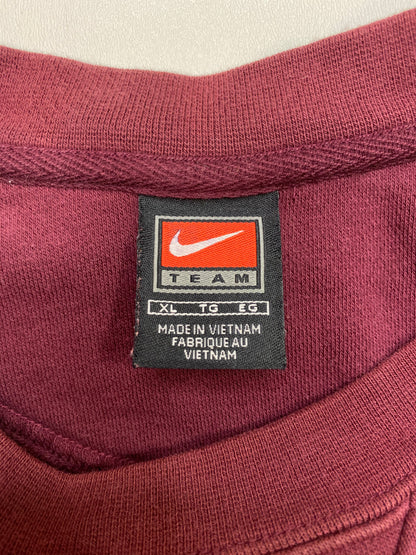 TEAM
XL TG EG
MADE IN VIETNAM
FABRIQUE AU
VIETNAM